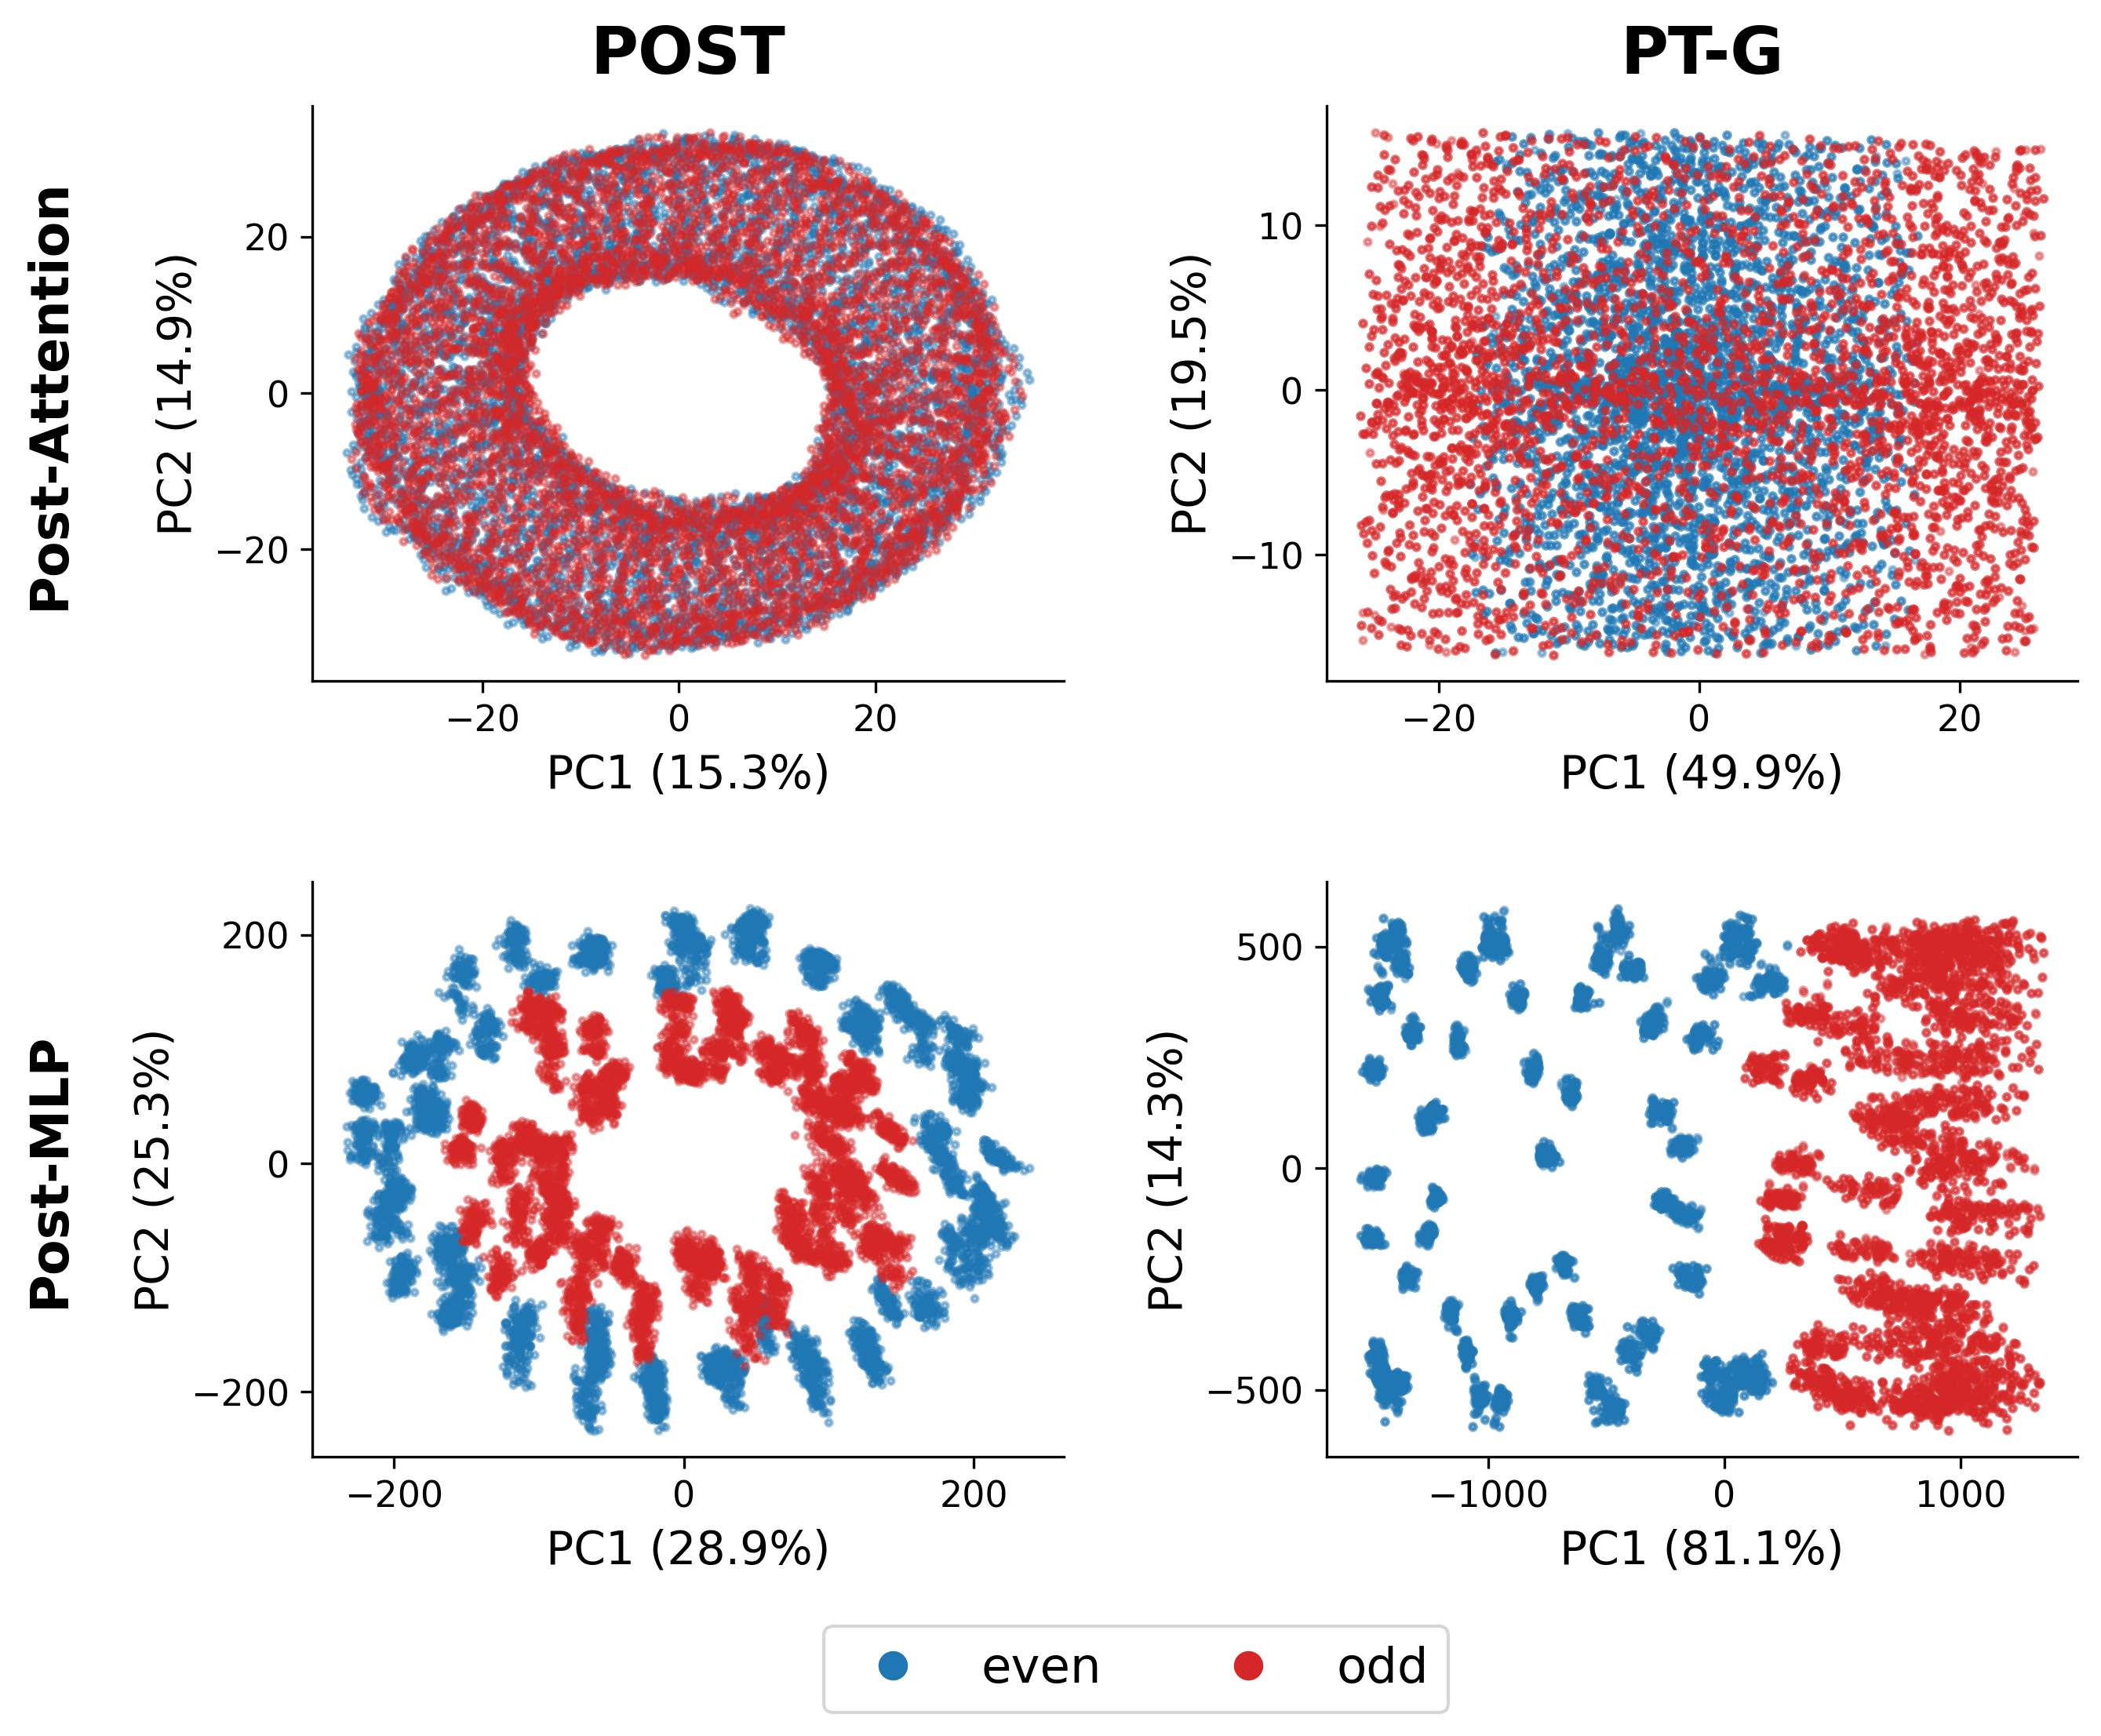 POST
PT-G
Post-Attention
PC2 (14.9%)
20
0
−20
−20
0
20
PC1 (15.3%)
PC2 (19.5%)
10
0
−10
−20
0
20
PC1 (49.9%)
Post-MLP
PC2 (25.3%)
200
0
−200
−200
0
200
PC1 (28.9%)
PC2 (14.3%)
500
0
−500
−1000
0
1000
PC1 (81.1%)
even
odd